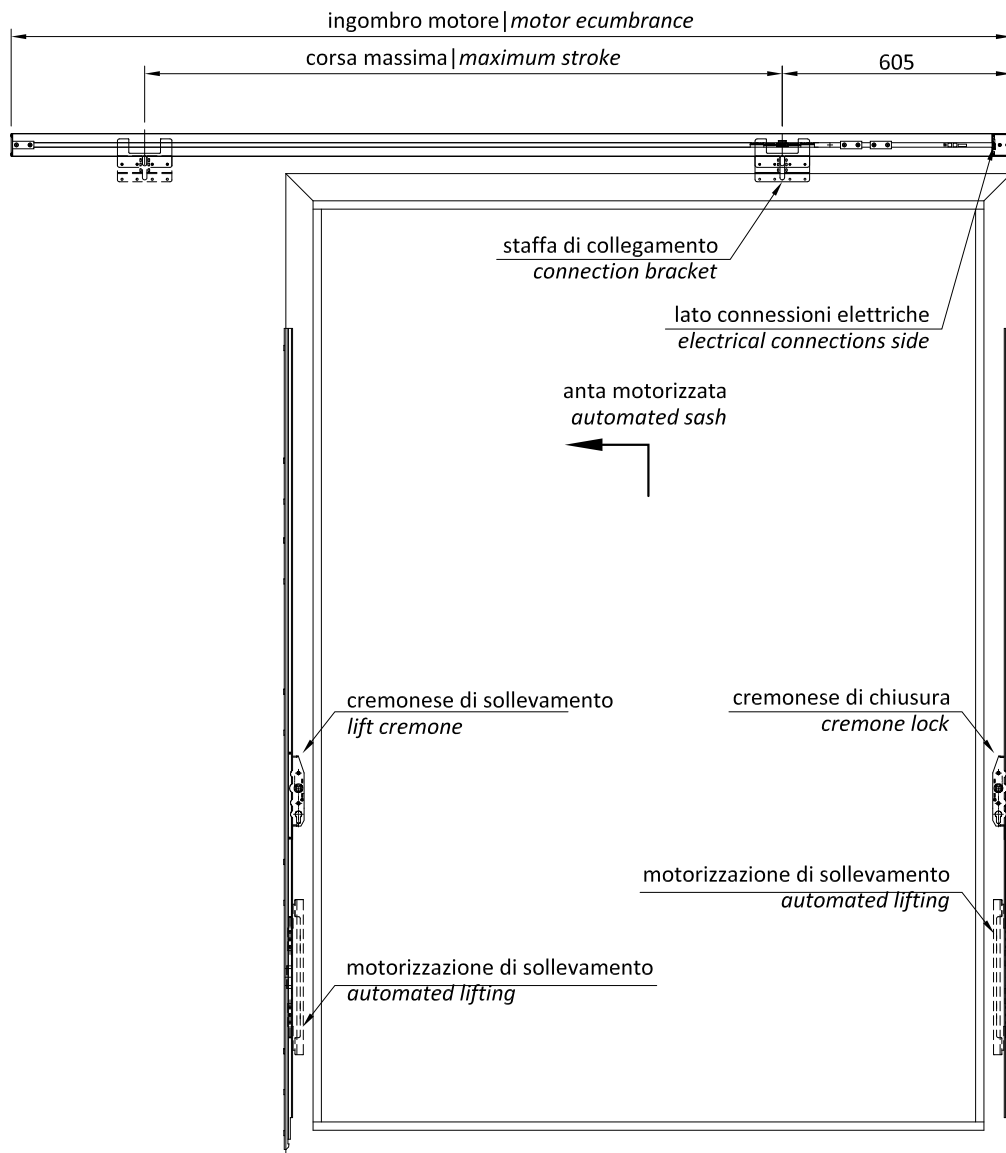 ingombro motore|motor ecumbrance
corsa massima|maximum stroke
605
staffa di collegamento
connection bracket
lato connessioni elettriche
electrical connections side
anta motorizzata
automated sash
cremonese di sollevamento
lift cremone
cremonese di chiusura
cremone lock
motorizzazione di sollevamento
automated lifting
motorizzazione di sollevamento
automated lifting